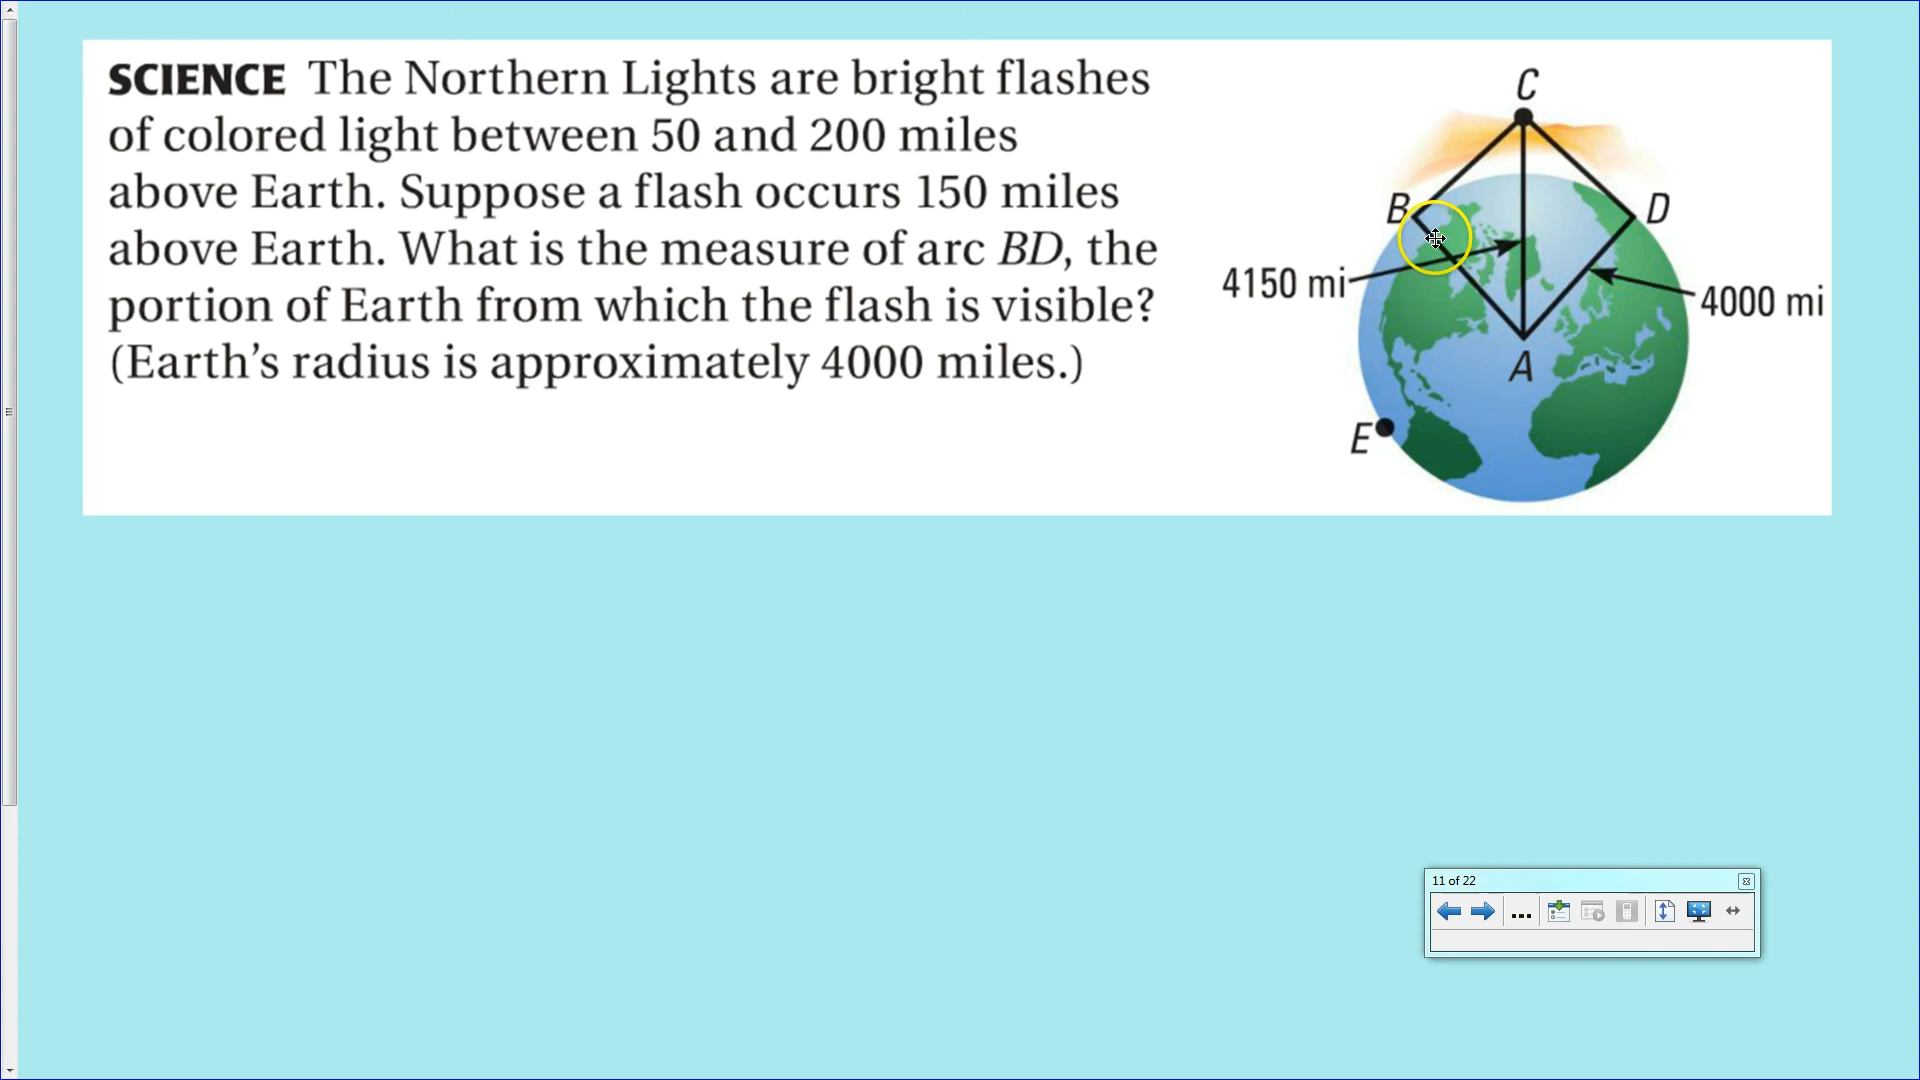 SCIENCE The Northern Lights are bright flashes
of colored light between 50 and 200 miles
above Earth. Suppose a flash occurs 150 miles
above Earth. What is the measure of arc BD, the
portion of Earth from which the flash is visible?
(Earth's radius is approximately 4000 miles.)
C
B
D
4150 mi
4000 mi
A
E
11 of 22